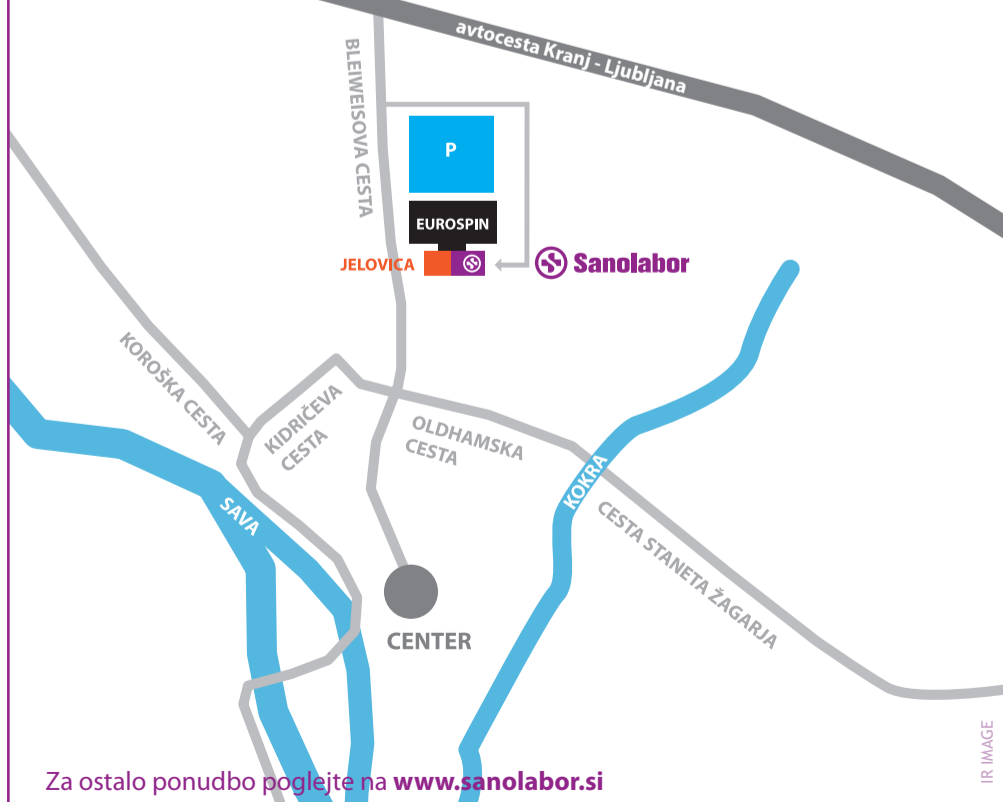 avtocesta Kranj - Ljubljana
BLEIWEISOVA CESTA
P
EUROSPIN
JELOVICA
Sanolabor
KOROŠKA CESTA
KIDRIČEVA
CESTA
OLDHAMSKA
CESTA
KOKRA
SAVA
CESTA STANETA ŽAGARJA
CENTER
IR IMAGE
Za ostalo ponudbo poglejte na www.sanolabor.si